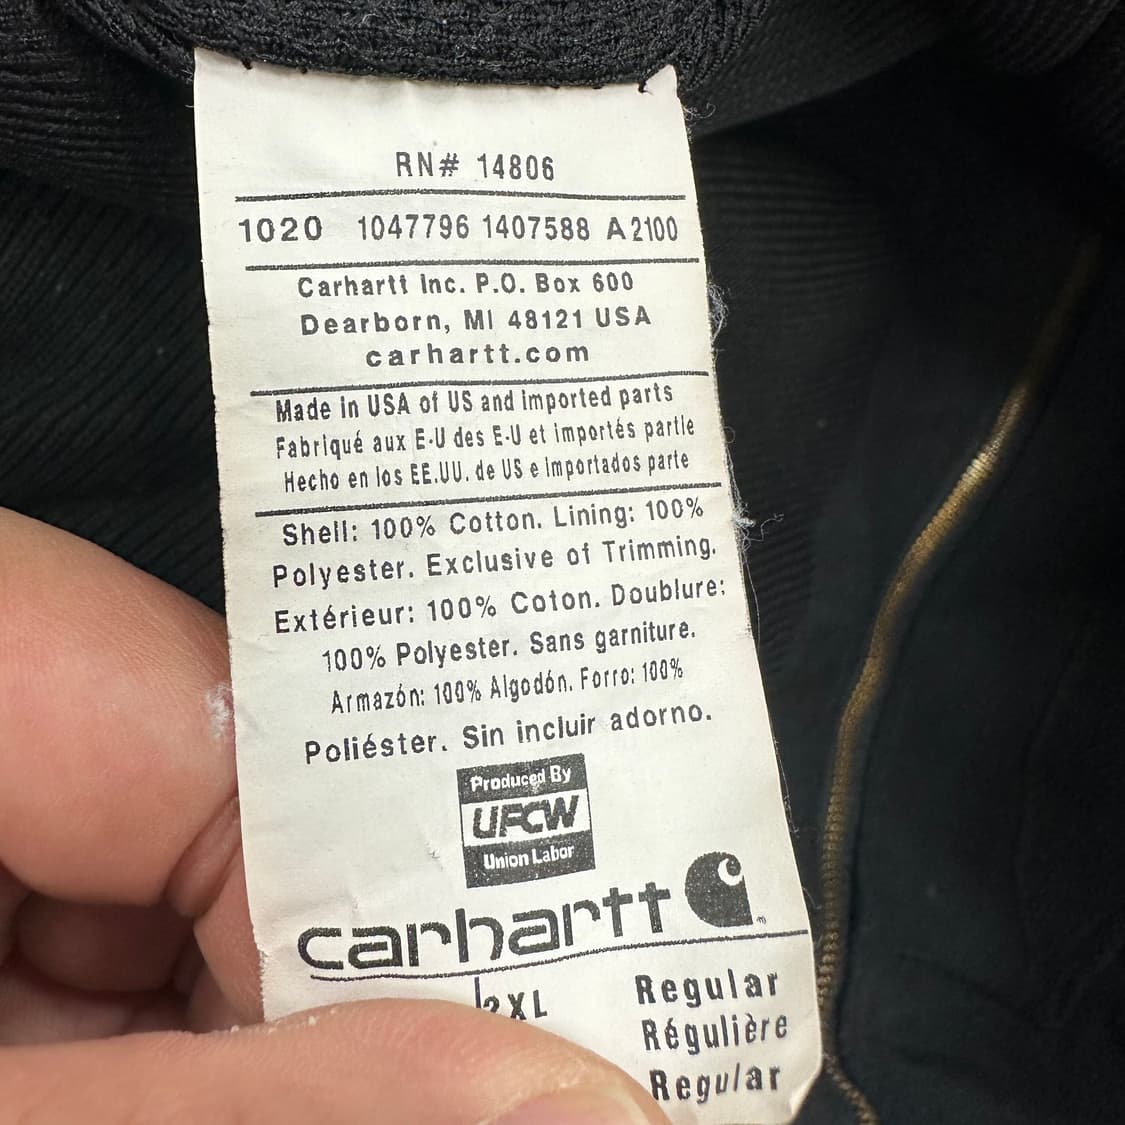 RN# 14806
1020 1047796 1407588 A2100
Carhartt Inc. P.O. Box 600
Dearborn, MI 48121 USA
carhartt.com
Made in USA of US and imported parts
Fabriqué aux E-U des E-U et importés partie
Hecho en los EE.UU. de US e importados parte
Shell: 100% Cotton. Lining: 100%
Polyester. Exclusive of Trimming.
Extérieur: 100% Coton. Doublure:
100% Polyester. Sans garniture.
Armazón: 100% Algodón. Forro: 100%
Poliéster. Sin incluir adorno.
Produced By
UFCW
Union Labor
carhartt
2XL Regular
Régulière
Regular